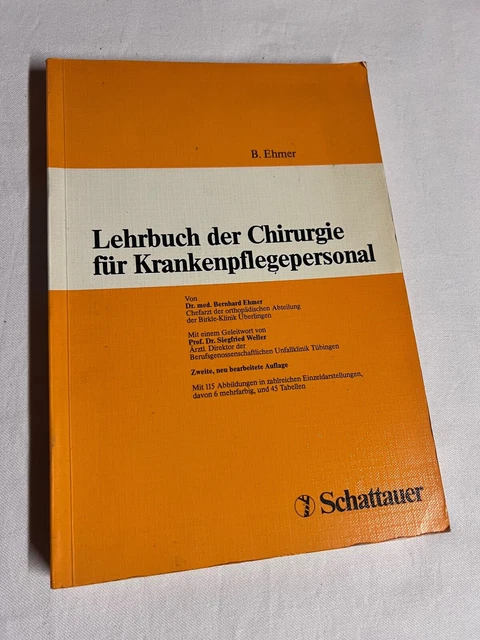 B. Ehmer
Lehrbuch der Chirurgie
für Krankenpflegepersonal
Von
Dr. med. Bernhard Ehmer
Chefarzt der orthopädischen Abteilung
der Birkle-Klinik Überlingen
Mit einem Geleitwort von
Prof. Dr. Siegfried Weller
Ärztl. Direktor der
Berufsgenossenschaftlichen Unfallklinik Tübingen
Zweite, neu bearbeitete Auflage
Mit 115 Abbildungen in zahlreichen Einzeldarstellungen,
davon 6 mehrfarbig, und 45 Tabellen
Schattauer